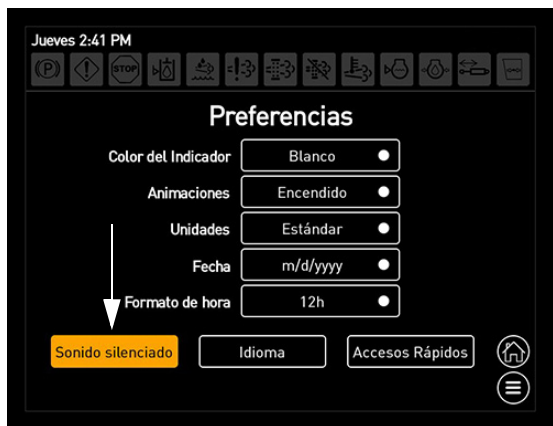 Jueves 2:41 PM
(P) STOP
Preferencias
Color del Indicador Blanco
Animaciones Encendido
Unidades Estándar
Fecha m/d/yyyy
Formato de hora 12h
Sonido silenciado Idioma Accesos Rápidos